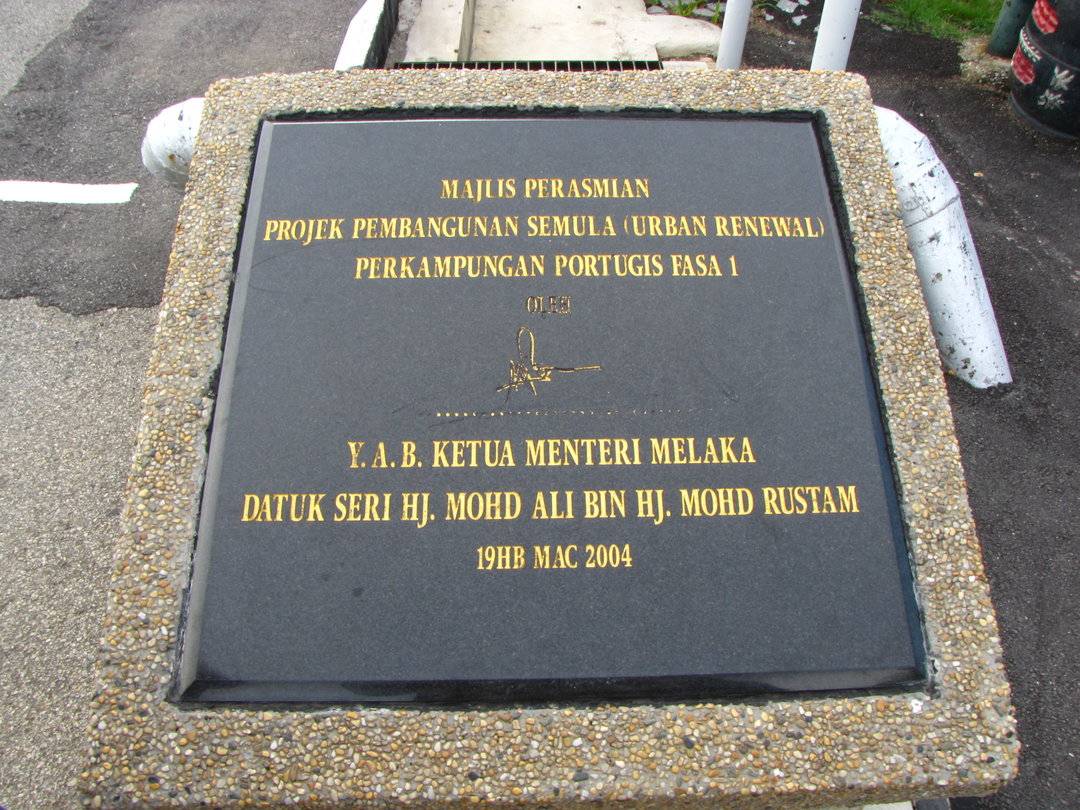 MAJLIS PERASMIAN
PROJEK PEMBANGUNAN SEMULA (URBAN RENEWAL)
PERKAMPUNGAN PORTUGIS FASA 1
OLEH
Y.A.B. KETUA MENTERI MELAKA
DATUK SERI HJ. MOHD ALI BIN HJ. MOHD RUSTAM
19HB MAC 2004